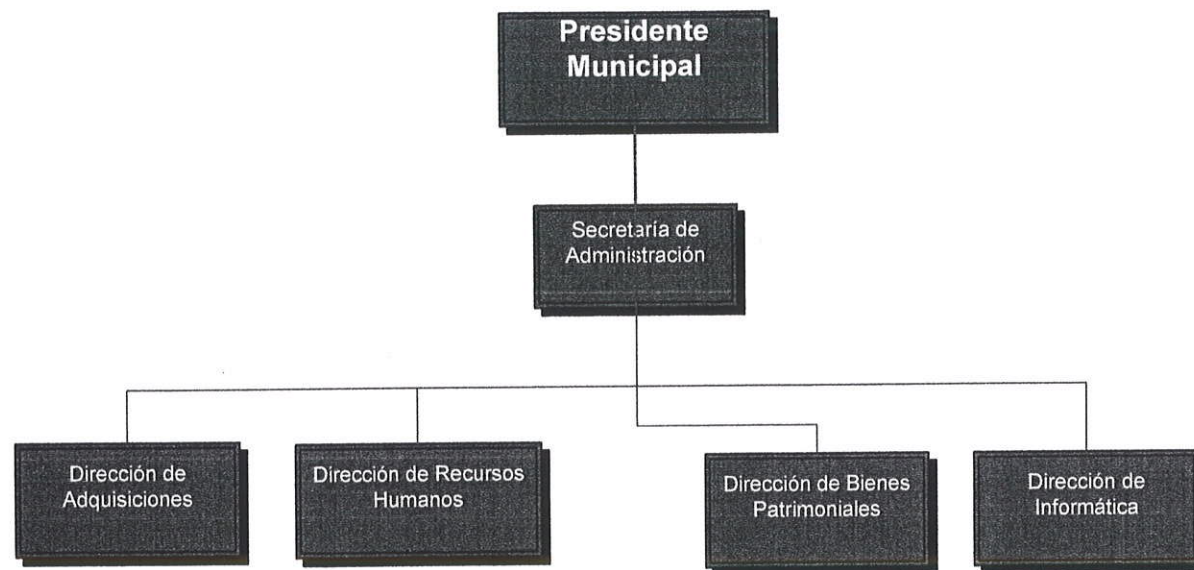 Presidente
Municipal
Secretaría de
Administración
Dirección de
Adquisiciones
Dirección de Recursos
Humanos
Dirección de Bienes
Patrimoniales
Dirección de
Informática